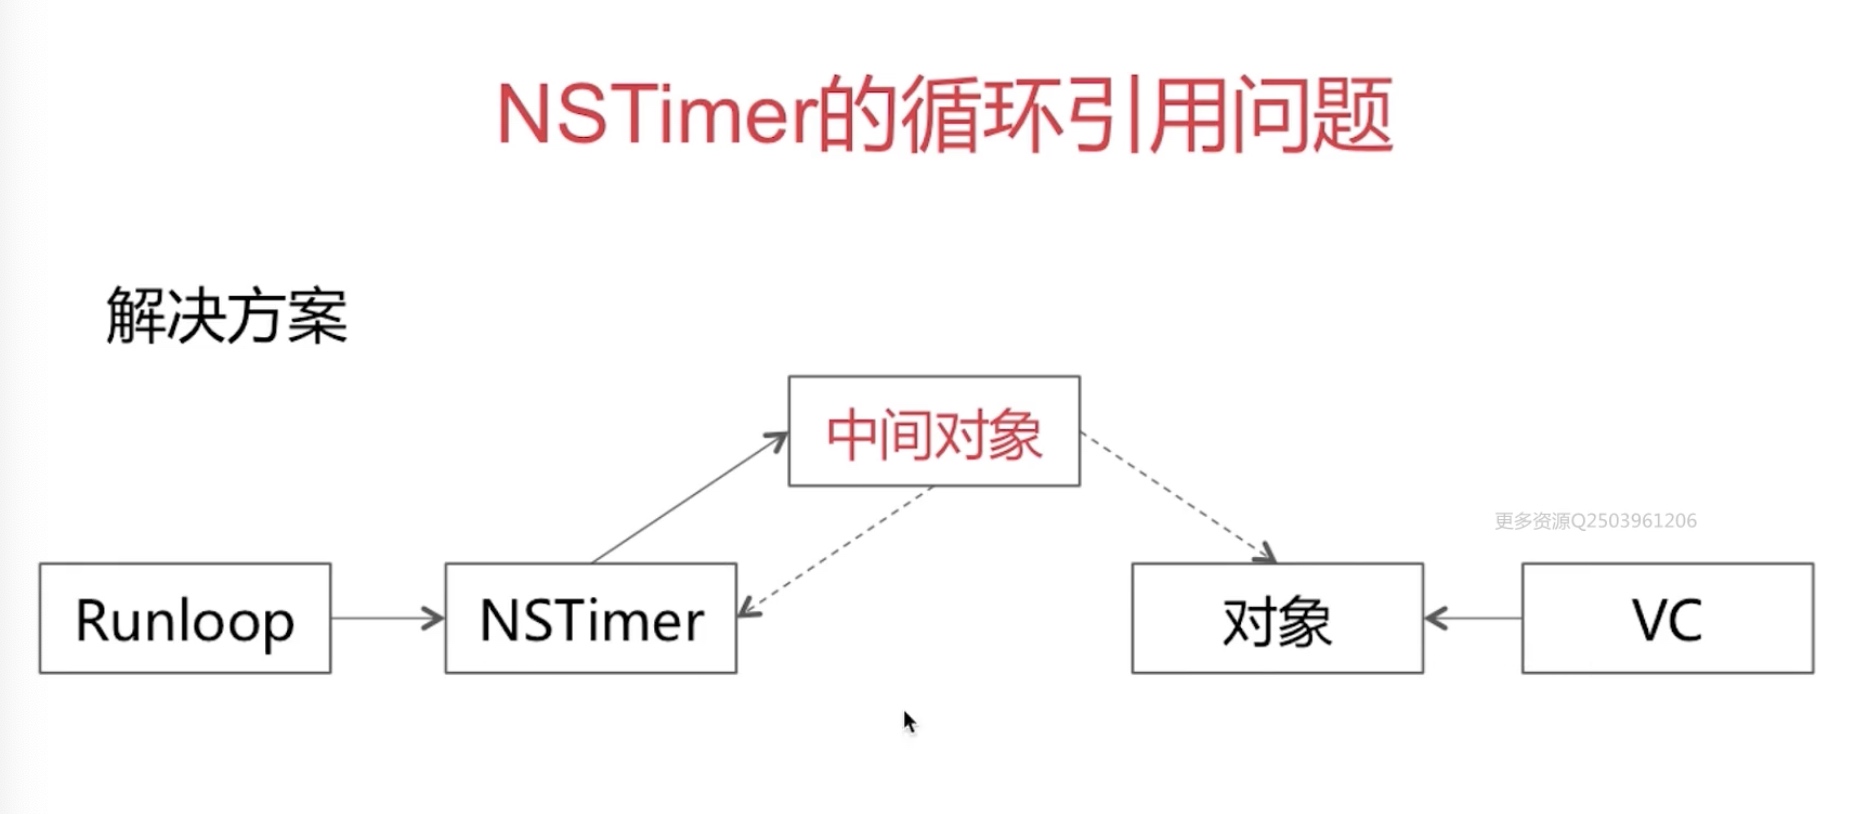 NSTimer的循环引用问题
解决方案
中间对象
更多资源Q2503961206
Runloop
NSTimer
对象
VC